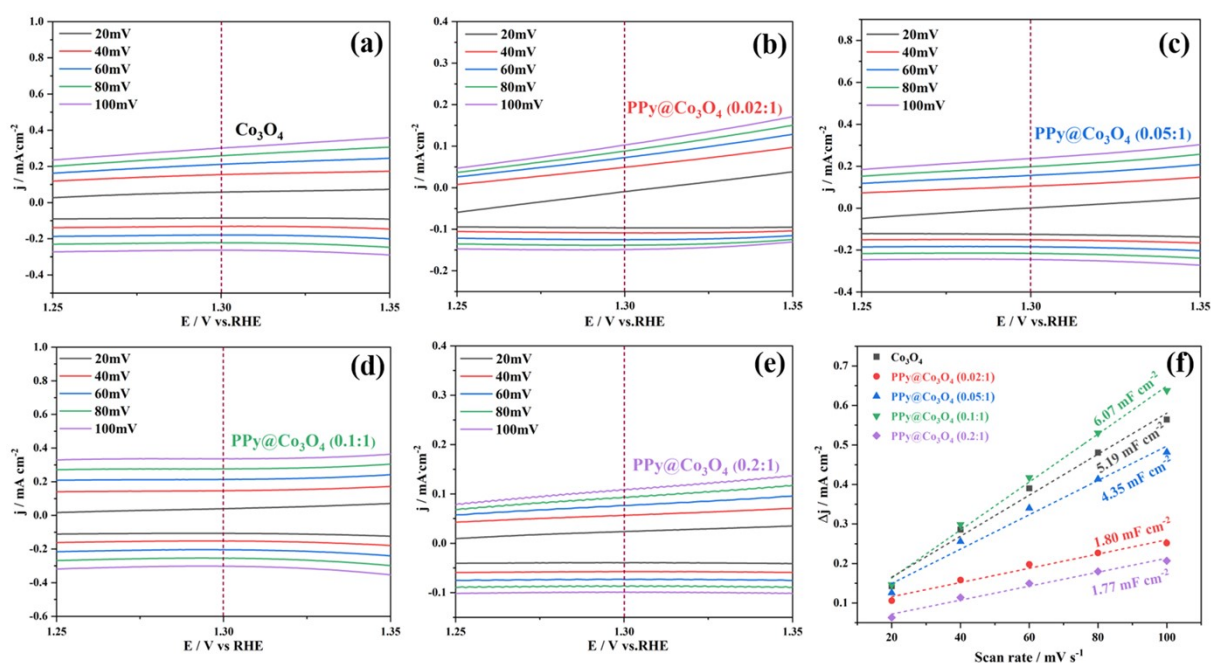 (a)
20mV
40mV
60mV
80mV
100mV
Co₃O₄
j / mA·cm⁻²
1.0
0.8
0.6
0.4
0.2
0.0
-0.2
-0.4
1.25
1.30
1.35
E / V vs.RHE
(b)
20mV
40mV
60mV
80mV
100mV
PPy@Co₃O₄ (0.02:1)
j / mA·cm⁻²
0.4
0.3
0.2
0.1
0.0
-0.1
-0.2
1.25
1.30
1.35
E / V vs.RHE
(c)
20mV
40mV
60mV
80mV
100mV
PPy@Co₃O₄ (0.05:1)
j / mA·cm⁻²
0.8
0.6
0.4
0.2
0.0
-0.2
-0.4
1.25
1.30
1.35
E / V vs.RHE
(d)
20mV
40mV
60mV
80mV
100mV
PPy@Co₃O₄ (0.1:1)
j / mA cm⁻²
1.0
0.8
0.6
0.4
0.2
0.0
-0.2
-0.4
-0.6
1.25
1.30
1.35
E / V vs RHE
(e)
20mV
40mV
60mV
80mV
100mV
PPy@Co₃O₄ (0.2:1)
j / mA cm⁻²
0.4
0.3
0.2
0.1
0.0
-0.1
1.25
1.30
1.35
E / V vs.RHE
(f)
Co₃O₄
PPy@Co₃O₄ (0.02:1)
PPy@Co₃O₄ (0.05:1)
PPy@Co₃O₄ (0.1:1)
PPy@Co₃O₄ (0.2:1)
6.07 mF cm⁻²
5.19 mF cm⁻²
4.35 mF cm⁻²
1.80 mF cm⁻²
1.77 mF cm⁻²
Δj / mA cm⁻²
0.7
0.6
0.5
0.4
0.3
0.2
0.1
20
40
60
80
100
Scan rate / mV s⁻¹